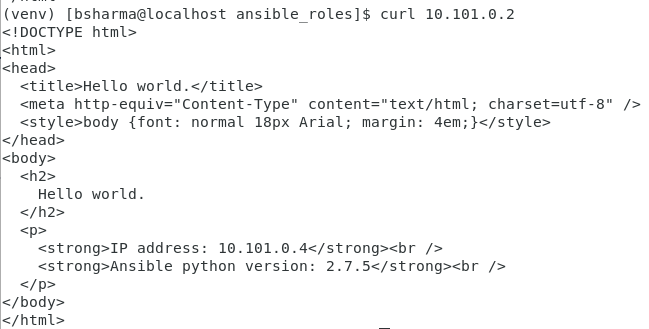 (venv) [bsharma@localhost ansible_roles]$ curl 10.101.0.2
<!DOCTYPE html>
<html>
<head>
  <title>Hello world.</title>
  <meta http-equiv="Content-Type" content="text/html; charset=utf-8" />
  <style>body {font: normal 18px Arial; margin: 4em;}</style>
</head>
<body>
  <h2>
    Hello world.
  </h2>
  <p>
    <strong>IP address: 10.101.0.4</strong><br />
    <strong>Ansible python version: 2.7.5</strong><br />
  </p>
</body>
</html>